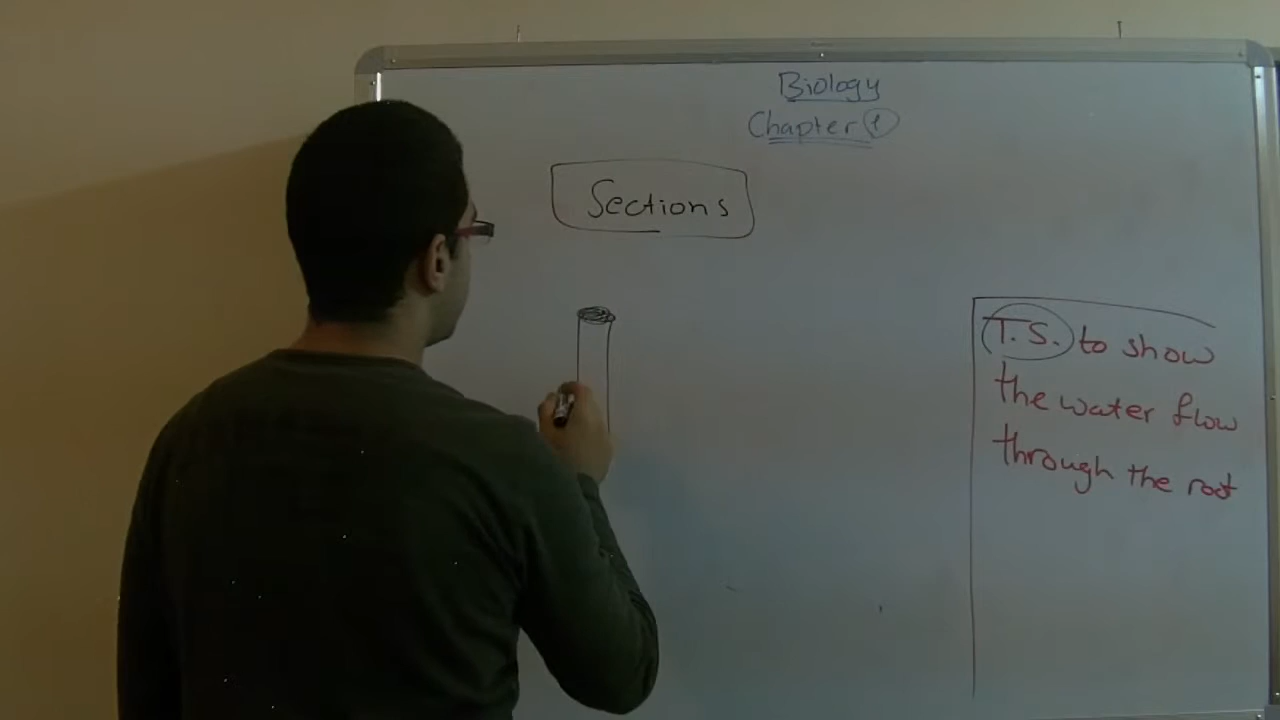 Biology
Chapter 1
Sections
T.S. to show
the water flow
through the root